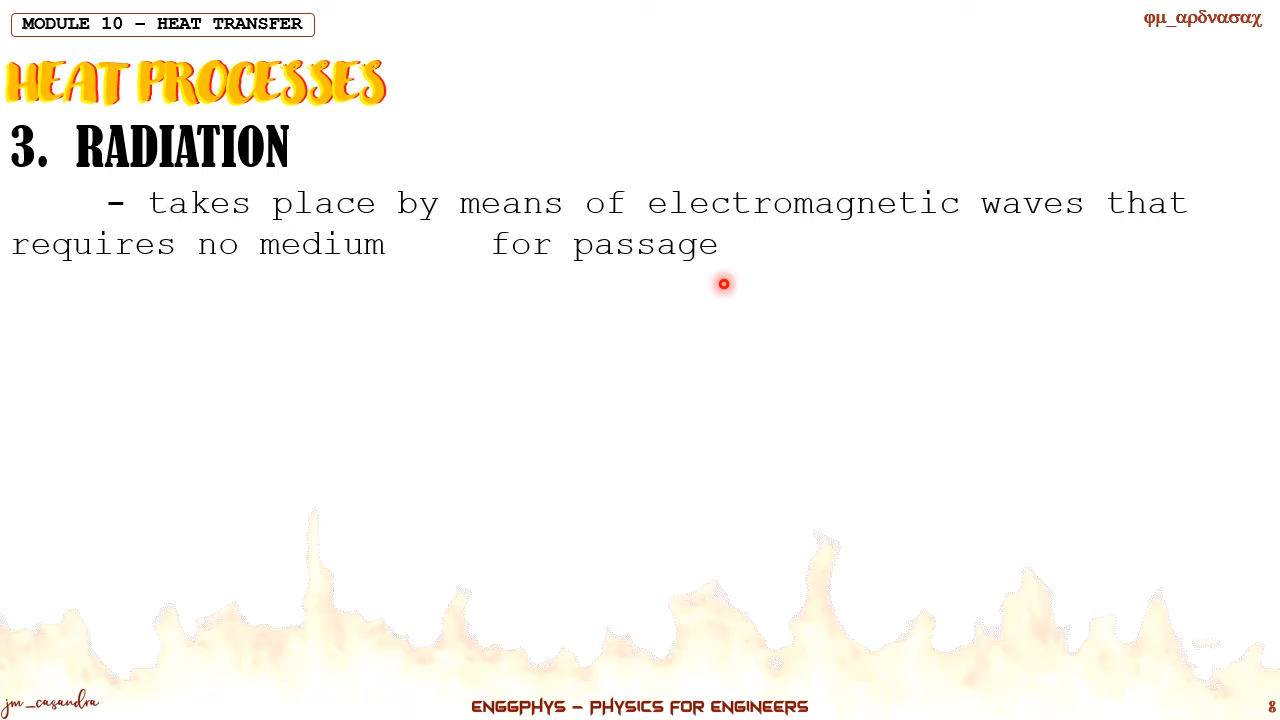 MODULE 10 – HEAT TRANSFER
φμ_αρδνασαχ
HEAT PROCESSES
3. RADIATION
- takes place by means of electromagnetic waves that
requires no medium for passage
jm_casandra
ENGGPHYS – PHYSICS FOR ENGINEERS
8